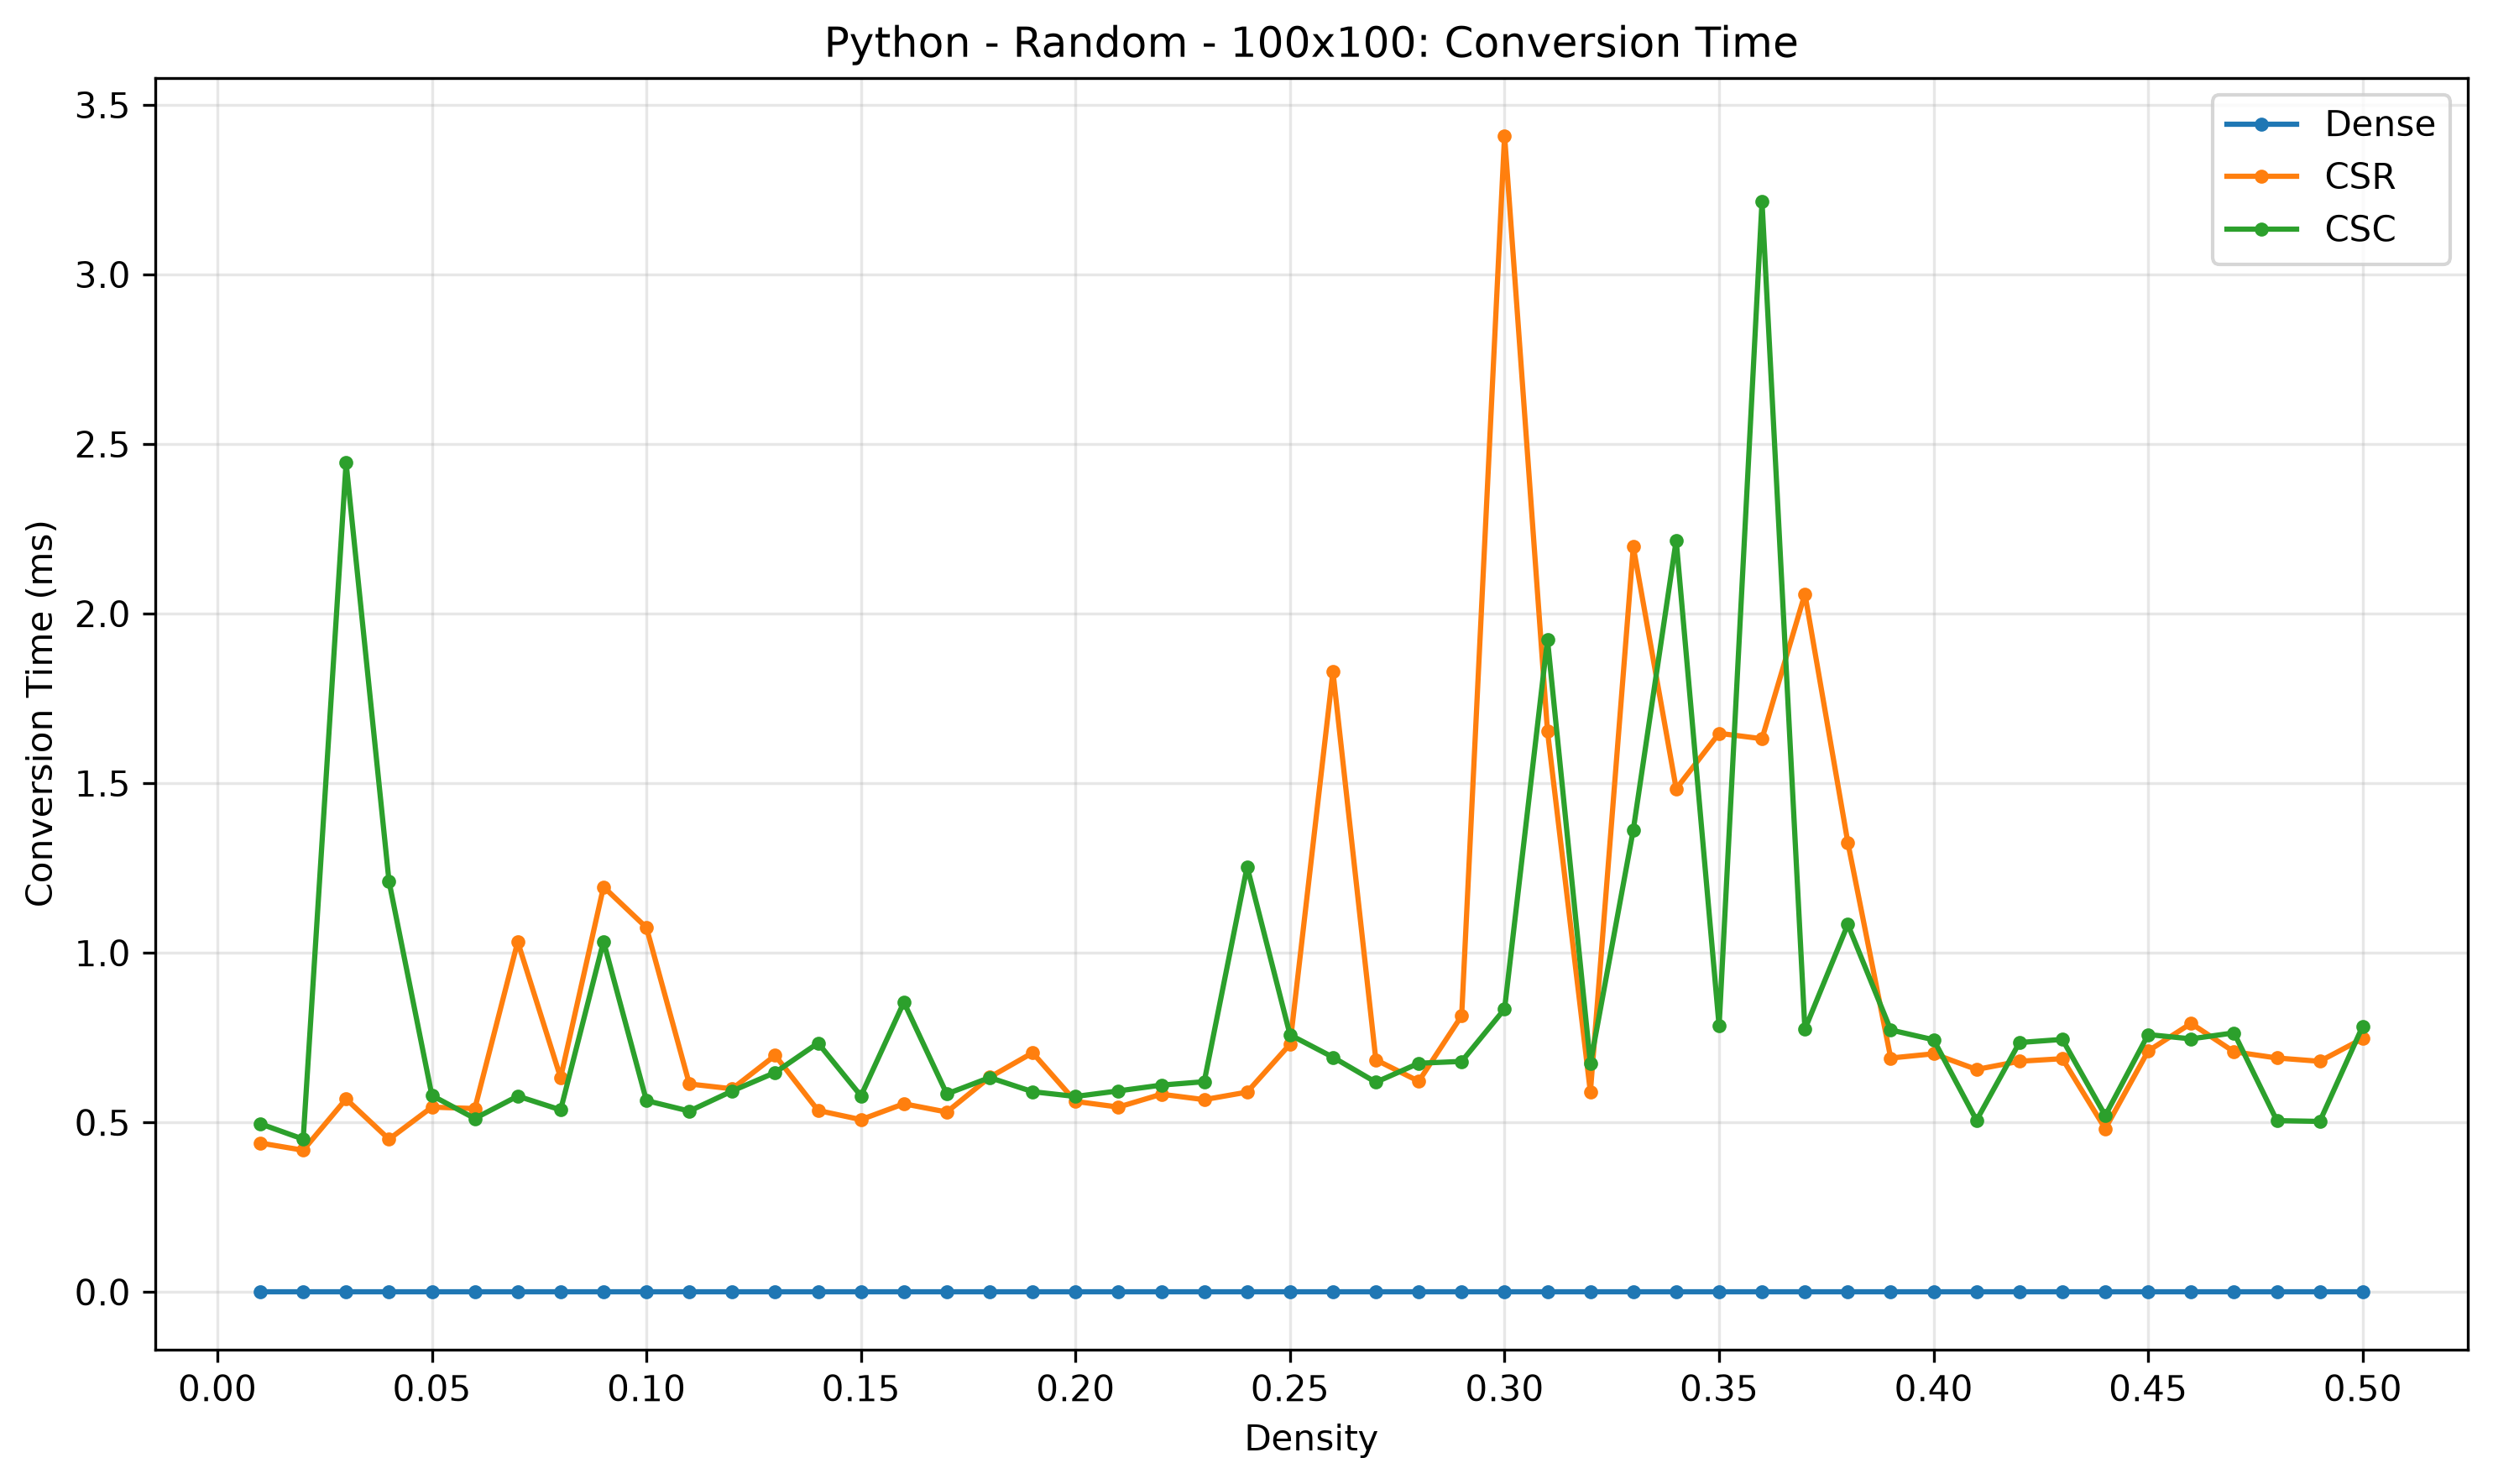 Python - Random - 100x100: Conversion Time
Dense
CSR
CSC
Conversion Time (ms)
3.5
3.0
2.5
2.0
1.5
1.0
0.5
0.0
0.00 0.05 0.10 0.15 0.20 0.25 0.30 0.35 0.40 0.45 0.50
Density